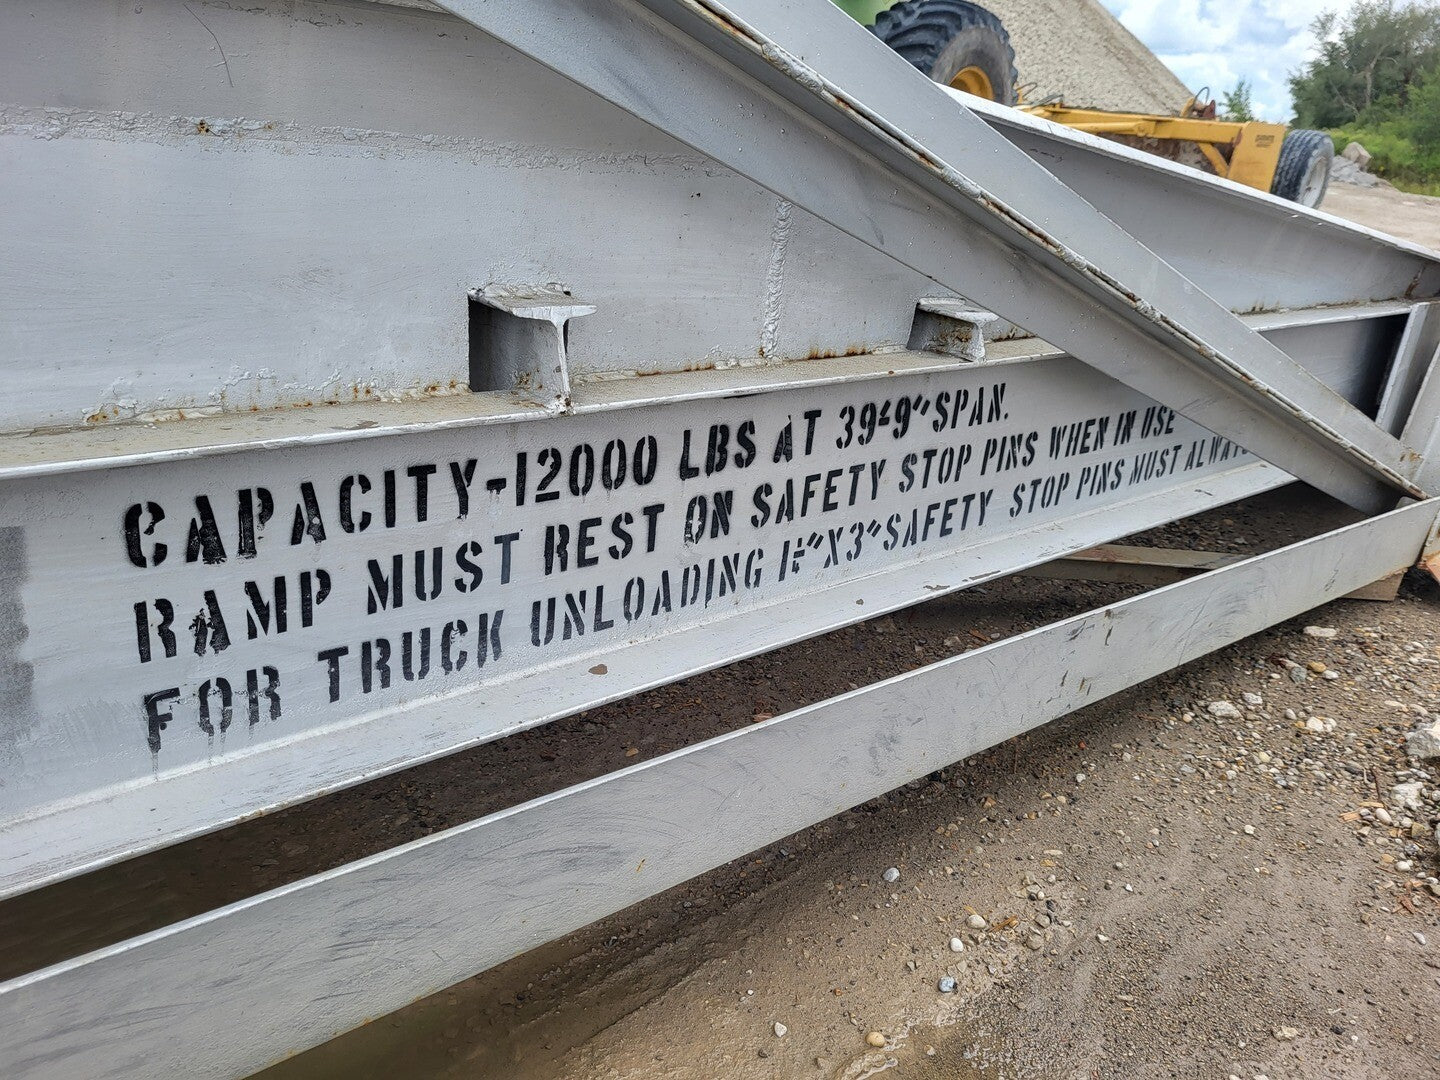 CAPACITY-12000 LBS AT 39'-9" SPAN.
RAMP MUST REST ON SAFETY STOP PINS WHEN IN USE
FOR TRUCK UNLOADING 1½"X3" SAFETY STOP PINS MUST